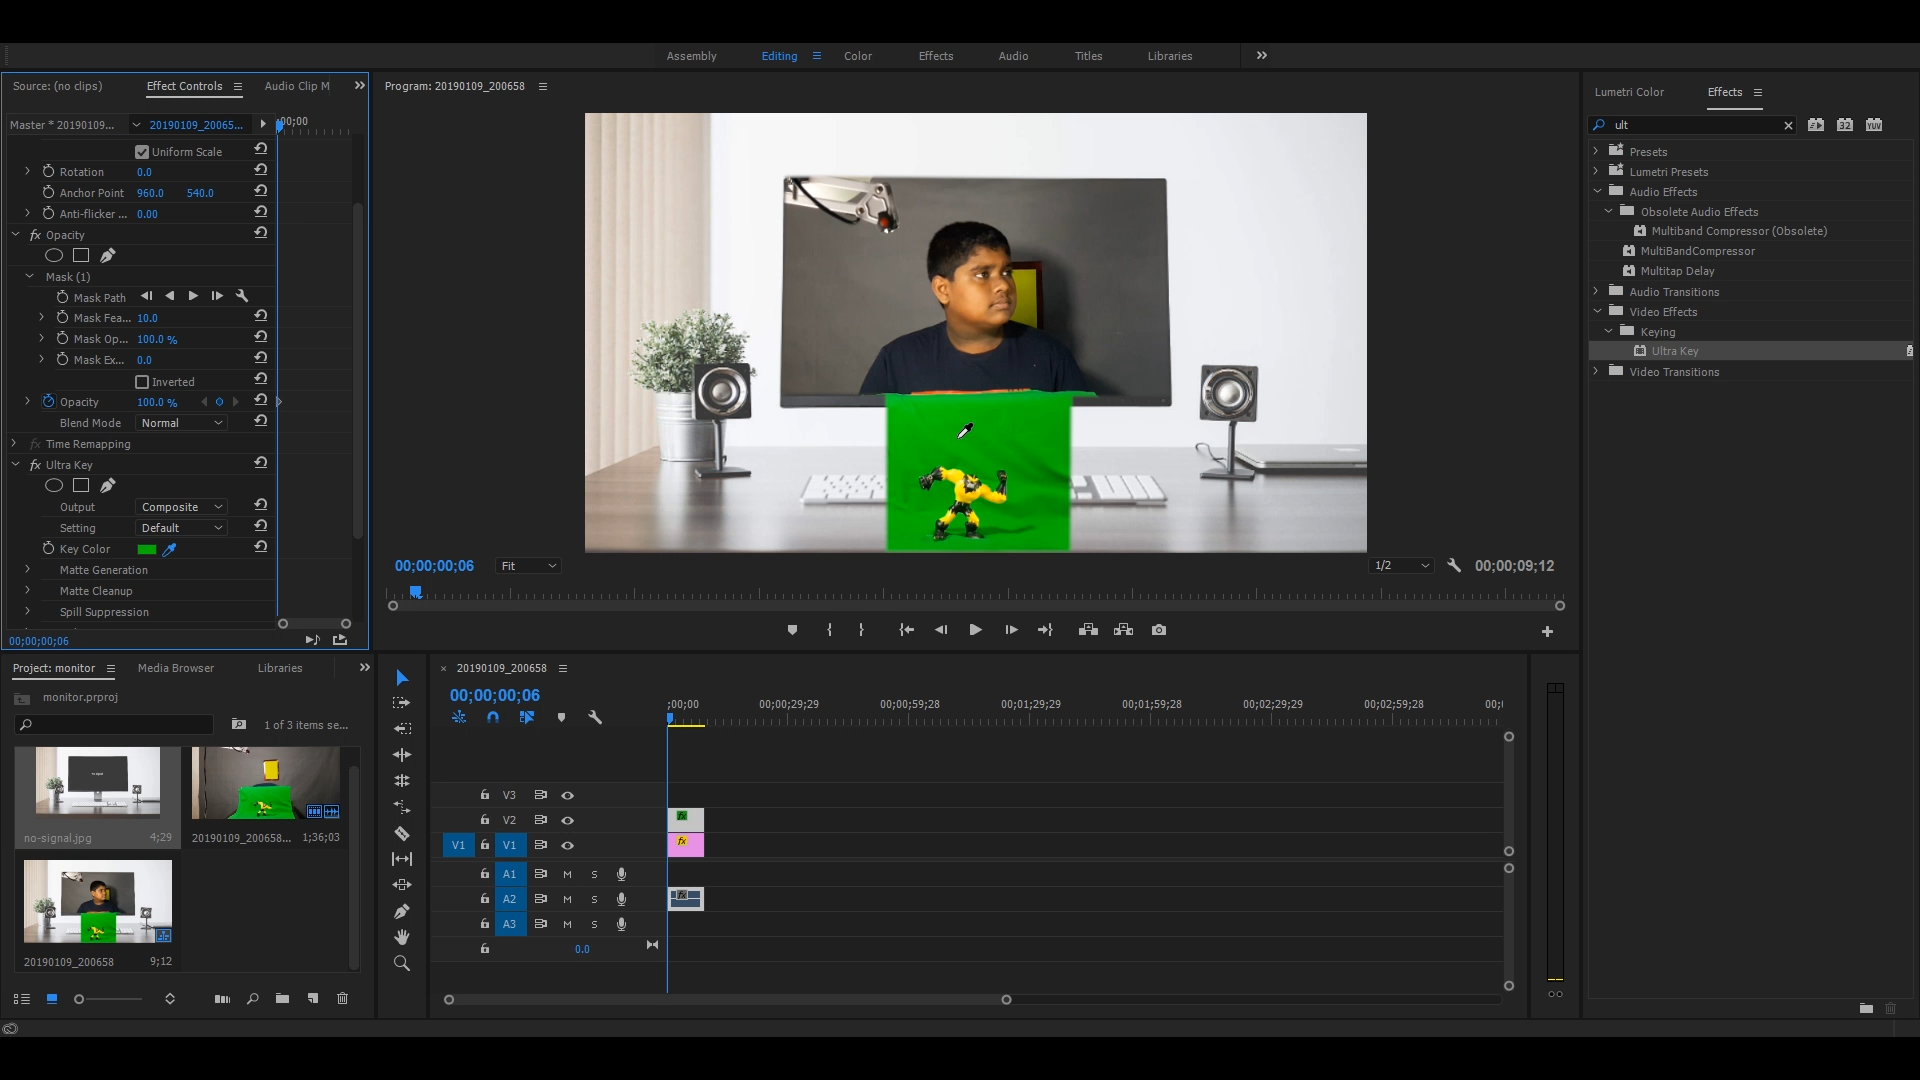 Assembly
Editing
Color
Effects
Audio
Titles
Libraries
Source: (no clips)
Effect Controls
Audio Clip M
Master * 20190109...
20190109_20065...
;00;00
Uniform Scale
Rotation 0.0
Anchor Point 960.0 540.0
Anti-flicker ... 0.00
fx Opacity
Mask (1)
Mask Path
Mask Fea... 10.0
Mask Op... 100.0 %
Mask Ex... 0.0
Inverted
Opacity 100.0 %
Blend Mode Normal
fx Time Remapping
fx Ultra Key
Output Composite
Setting Default
Key Color
Matte Generation
Matte Cleanup
Spill Suppression
00;00;00;06
Program: 20190109_200658
00;00;00;06
Fit
1/2
00;00;09;12
Lumetri Color
Effects
ult
32
YUV
Presets
Lumetri Presets
Audio Effects
Obsolete Audio Effects
Multiband Compressor (Obsolete)
MultiBandCompressor
Multitap Delay
Audio Transitions
Video Effects
Keying
Ultra Key
Video Transitions
Project: monitor
Media Browser
Libraries
monitor.prproj
1 of 3 items se...
no-signal.jpg 4;29
20190109_200658... 1;36;03
20190109_200658 9;12
× 20190109_200658
00;00;00;06
;00;00
00;00;29;29
00;00;59;28
00;01;29;29
00;01;59;28
00;02;29;29
00;02;59;28
00;
V3
V2
fx
V1
V1
fx
A1 M S
A2 M S
fx
A3 M S
0.0